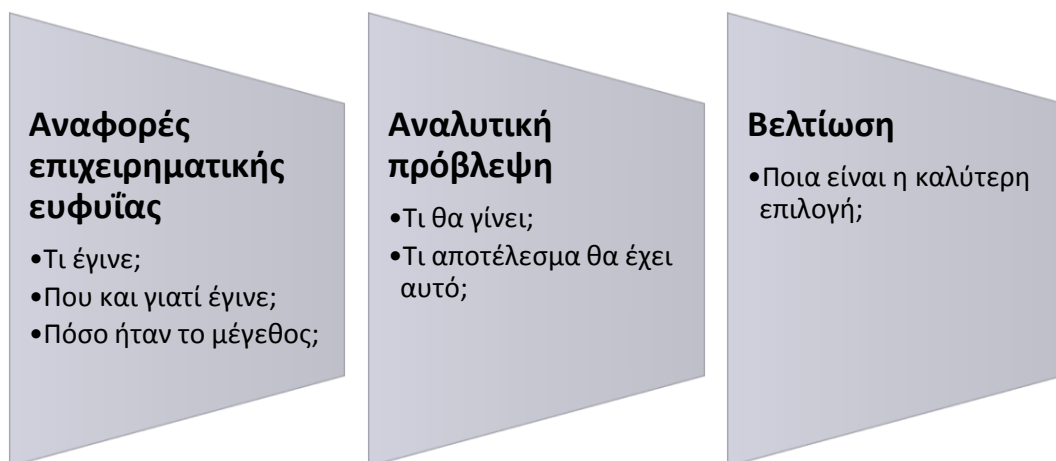 Αναφορές
επιχειρηματικής
ευφυΐας
•Τι έγινε;
•Που και γιατί έγινε;
•Πόσο ήταν το μέγεθος;
Αναλυτική
πρόβλεψη
•Τι θα γίνει;
•Τι αποτέλεσμα θα έχει
αυτό;
Βελτίωση
•Ποια είναι η καλύτερη
επιλογή;